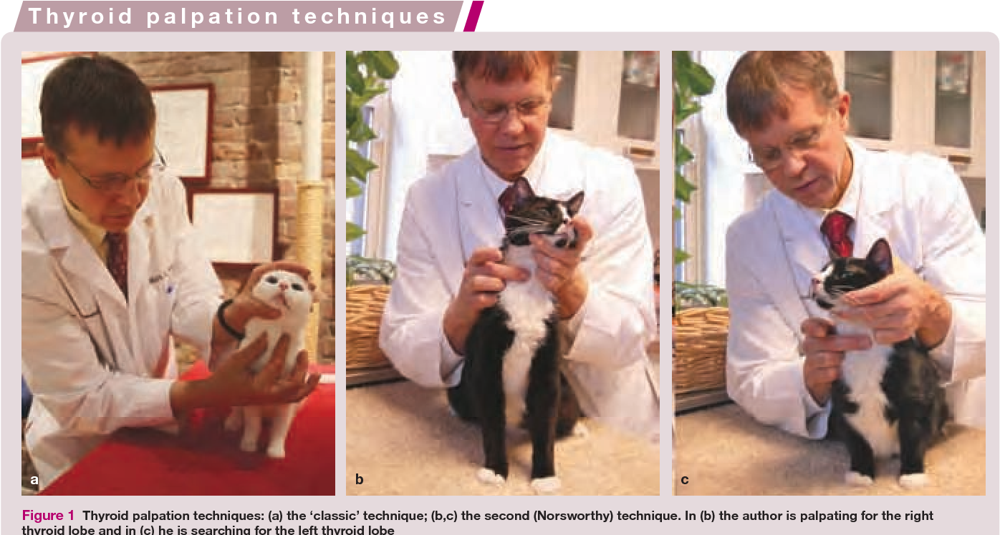 Thyroid palpation techniques
a
b
c
Figure 1 Thyroid palpation techniques: (a) the ‘classic’ technique; (b,c) the second (Norsworthy) technique. In (b) the author is palpating for the right
thyroid lobe and in (c) he is searching for the left thyroid lobe